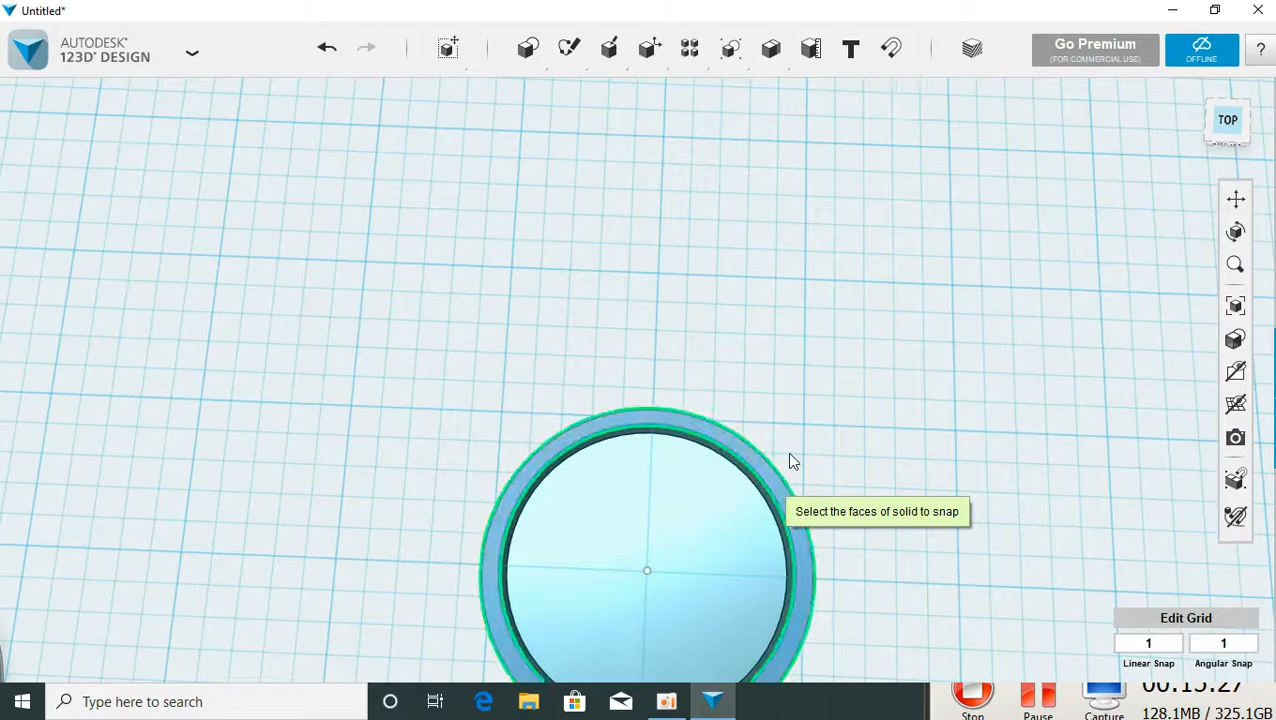 Untitled*
AUTODESK®
123D® DESIGN
Go Premium
(FOR COMMERCIAL USE)
OFFLINE
?
TOP
Select the faces of solid to snap
Edit Grid
1
1
Linear Snap
Angular Snap
Type here to search
00:15:27
Stop
Pause
Capture
128.1MB / 325.1G